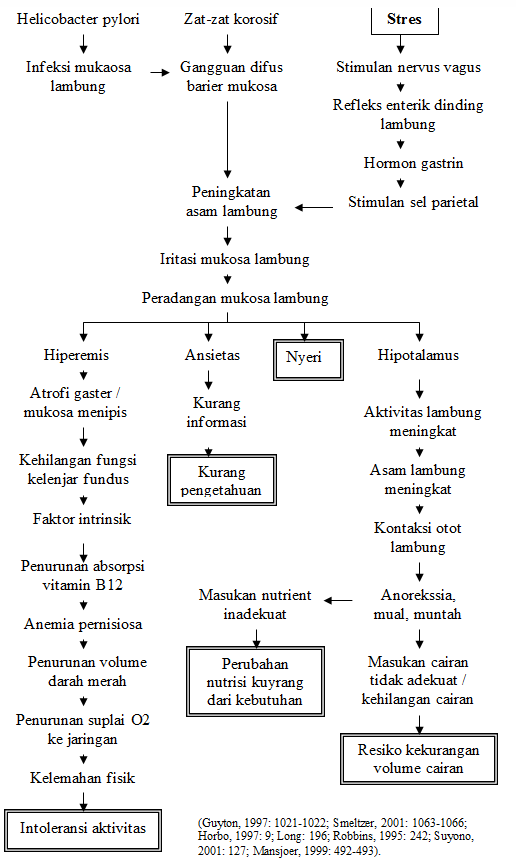 Helicobacter pylori
Zat-zat korosif
Stres
Infeksi mukaosa
lambung
Gangguan difus
barier mukosa
Stimulan nervus vagus
Refleks enterik dinding
lambung
Hormon gastrin
Stimulan sel parietal
Peningkatan
asam lambung
Iritasi mukosa lambung
Peradangan mukosa lambung
Hiperemis
Ansietas
Nyeri
Hipotalamus
Atrofi gaster /
mukosa menipis
Kehilangan fungsi
kelenjar fundus
Faktor intrinsik
Penurunan absorpsi
vitamin B12
Anemia pernisiosa
Penurunan volume
darah merah
Penurunan suplai O2
ke jaringan
Kelemahan fisik
Intoleransi aktivitas
Kurang
informasi
Kurang
pengetahuan
Aktivitas lambung
meningkat
Asam lambung
meningkat
Kontaksi otot
lambung
Anorekssia,
mual, muntah
Masukan nutrient
inadekuat
Perubahan
nutrisi kuyrang
dari kebutuhan
Masukan cairan
tidak adekuat /
kehilangan cairan
Resiko kekurangan
volume cairan
(Guyton, 1997: 1021-1022; Smeltzer, 2001: 1063-1066;
Horbo, 1997: 9; Long: 196; Robbins, 1995: 242; Suyono,
2001: 127; Mansjoer, 1999: 492-493).